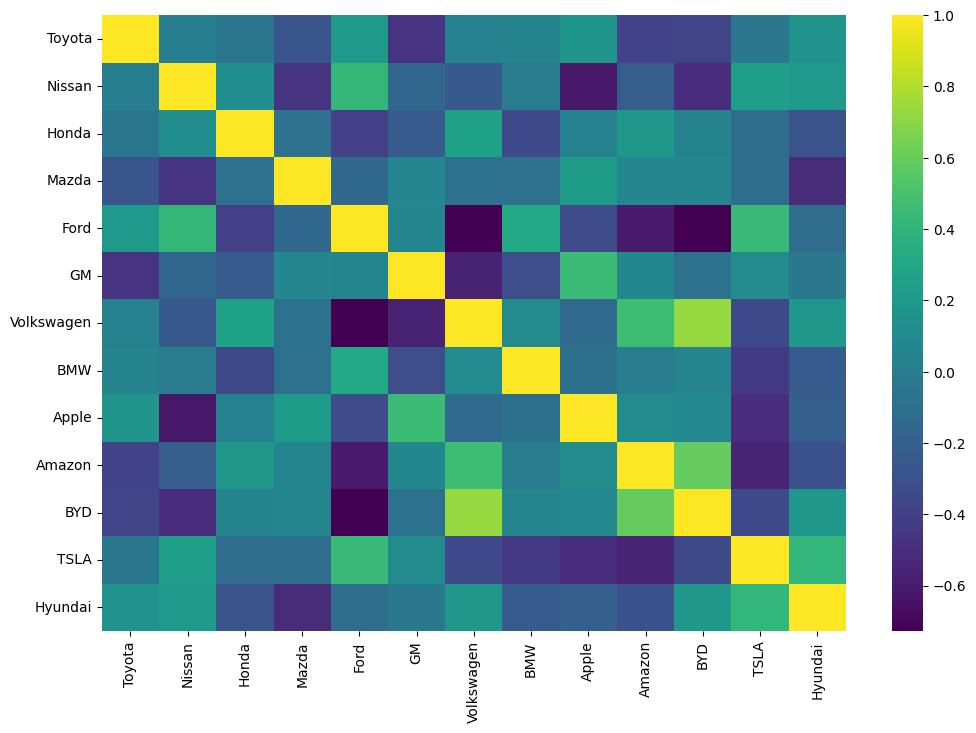 Toyota
Nissan
Honda
Mazda
Ford
GM
Volkswagen
BMW
Apple
Amazon
BYD
TSLA
Hyundai
Toyota
Nissan
Honda
Mazda
Ford
GM
Volkswagen
BMW
Apple
Amazon
BYD
TSLA
Hyundai
1.0
0.8
0.6
0.4
0.2
0.0
−0.2
−0.4
−0.6